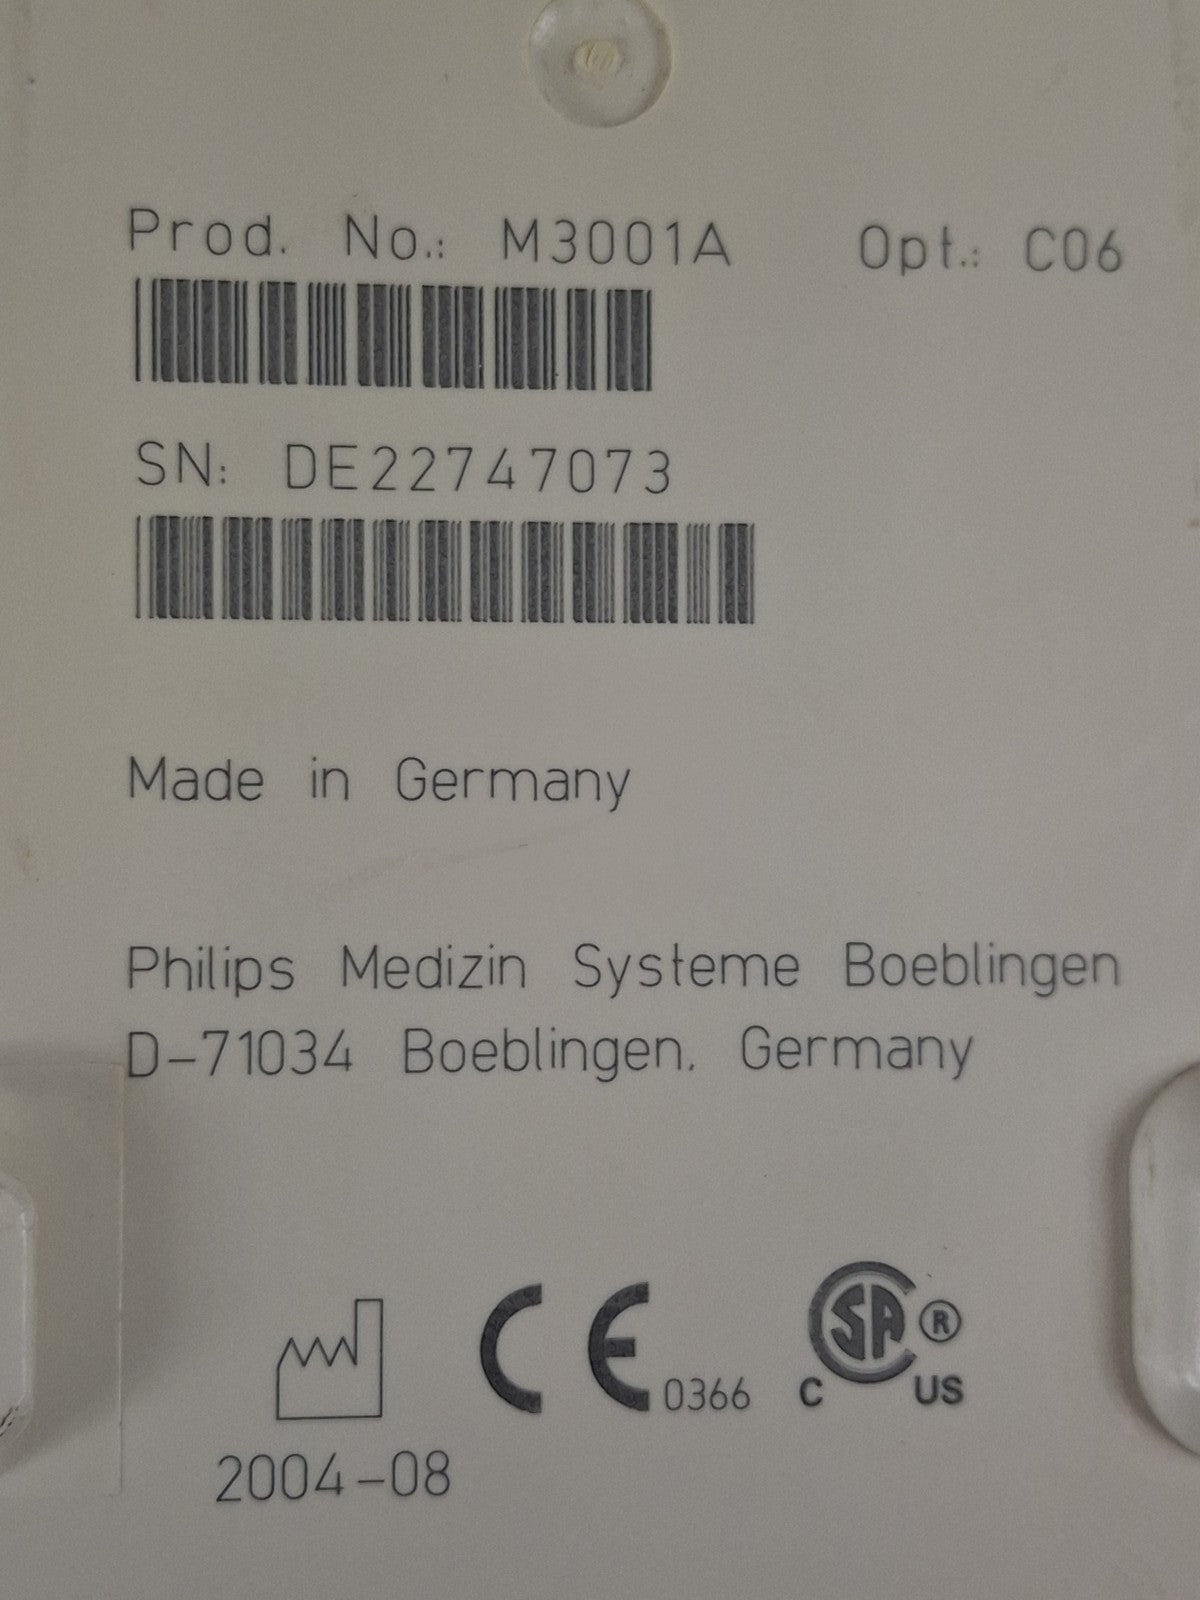 Prod. No.: M3001A Opt.: C06
SN: DE22747073
Made in Germany
Philips Medizin Systeme Boeblingen
D-71034 Boeblingen, Germany
CE 0366
CSA ®
C US
2004-08